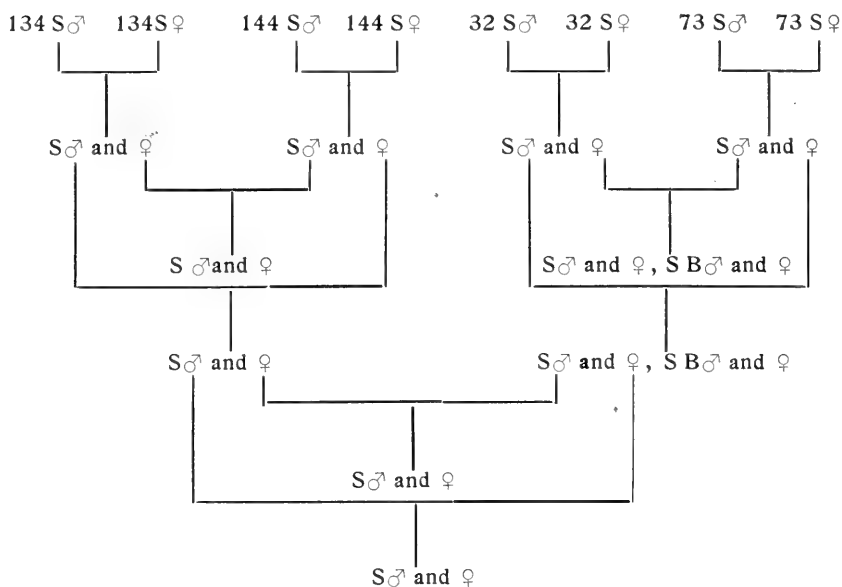 134 S♂ 134S♀ 144 S♂ 144 S♀ 32 S♂ 32 S♀ 73 S♂ 73 S♀
S♂ and ♀ S♂ and ♀ S♂ and ♀ S♂ and ♀
S ♂and ♀ S♂ and ♀, S B♂ and ♀
S♂ and ♀ S♂ and ♀, S B♂ and ♀
S♂ and ♀
S♂ and ♀